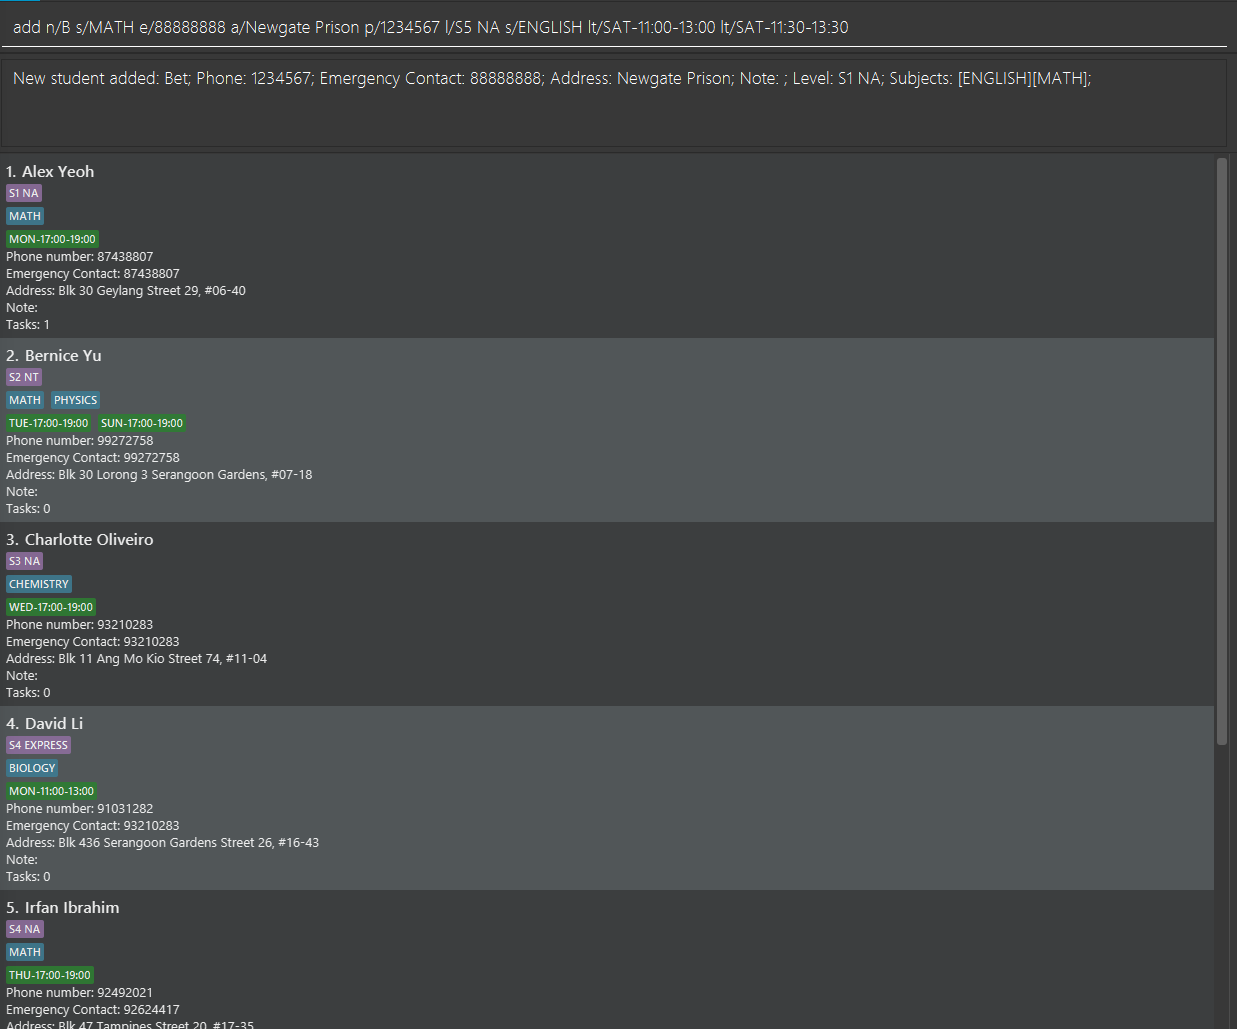 add n/B s/MATH e/88888888 a/Newgate Prison p/1234567 l/S5 NA s/ENGLISH lt/SAT-11:00-13:00 lt/SAT-11:30-13:30
New student added: Bet; Phone: 1234567; Emergency Contact: 88888888; Address: Newgate Prison; Note: ; Level: S1 NA; Subjects: [ENGLISH][MATH];
1. Alex Yeoh
S1 NA
MATH
MON-17:00-19:00
Phone number: 87438807
Emergency Contact: 87438807
Address: Blk 30 Geylang Street 29, #06-40
Note:
Tasks: 1
2. Bernice Yu
S2 NT
MATH PHYSICS
TUE-17:00-19:00 SUN-17:00-19:00
Phone number: 99272758
Emergency Contact: 99272758
Address: Blk 30 Lorong 3 Serangoon Gardens, #07-18
Note:
Tasks: 0
3. Charlotte Oliveiro
S3 NA
CHEMISTRY
WED-17:00-19:00
Phone number: 93210283
Emergency Contact: 93210283
Address: Blk 11 Ang Mo Kio Street 74, #11-04
Note:
Tasks: 0
4. David Li
S4 EXPRESS
BIOLOGY
MON-11:00-13:00
Phone number: 91031282
Emergency Contact: 93210283
Address: Blk 436 Serangoon Gardens Street 26, #16-43
Note:
Tasks: 0
5. Irfan Ibrahim
S4 NA
MATH
THU-17:00-19:00
Phone number: 92492021
Emergency Contact: 92624417
Address: Blk 47 Tampines Street 20, #17-35